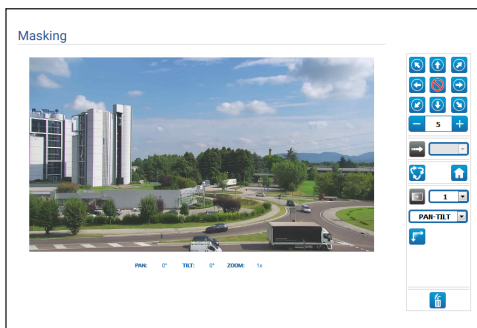 Masking
5
1
PAN-TILT
PAN: 0° TILT: 0° ZOOM: 1x